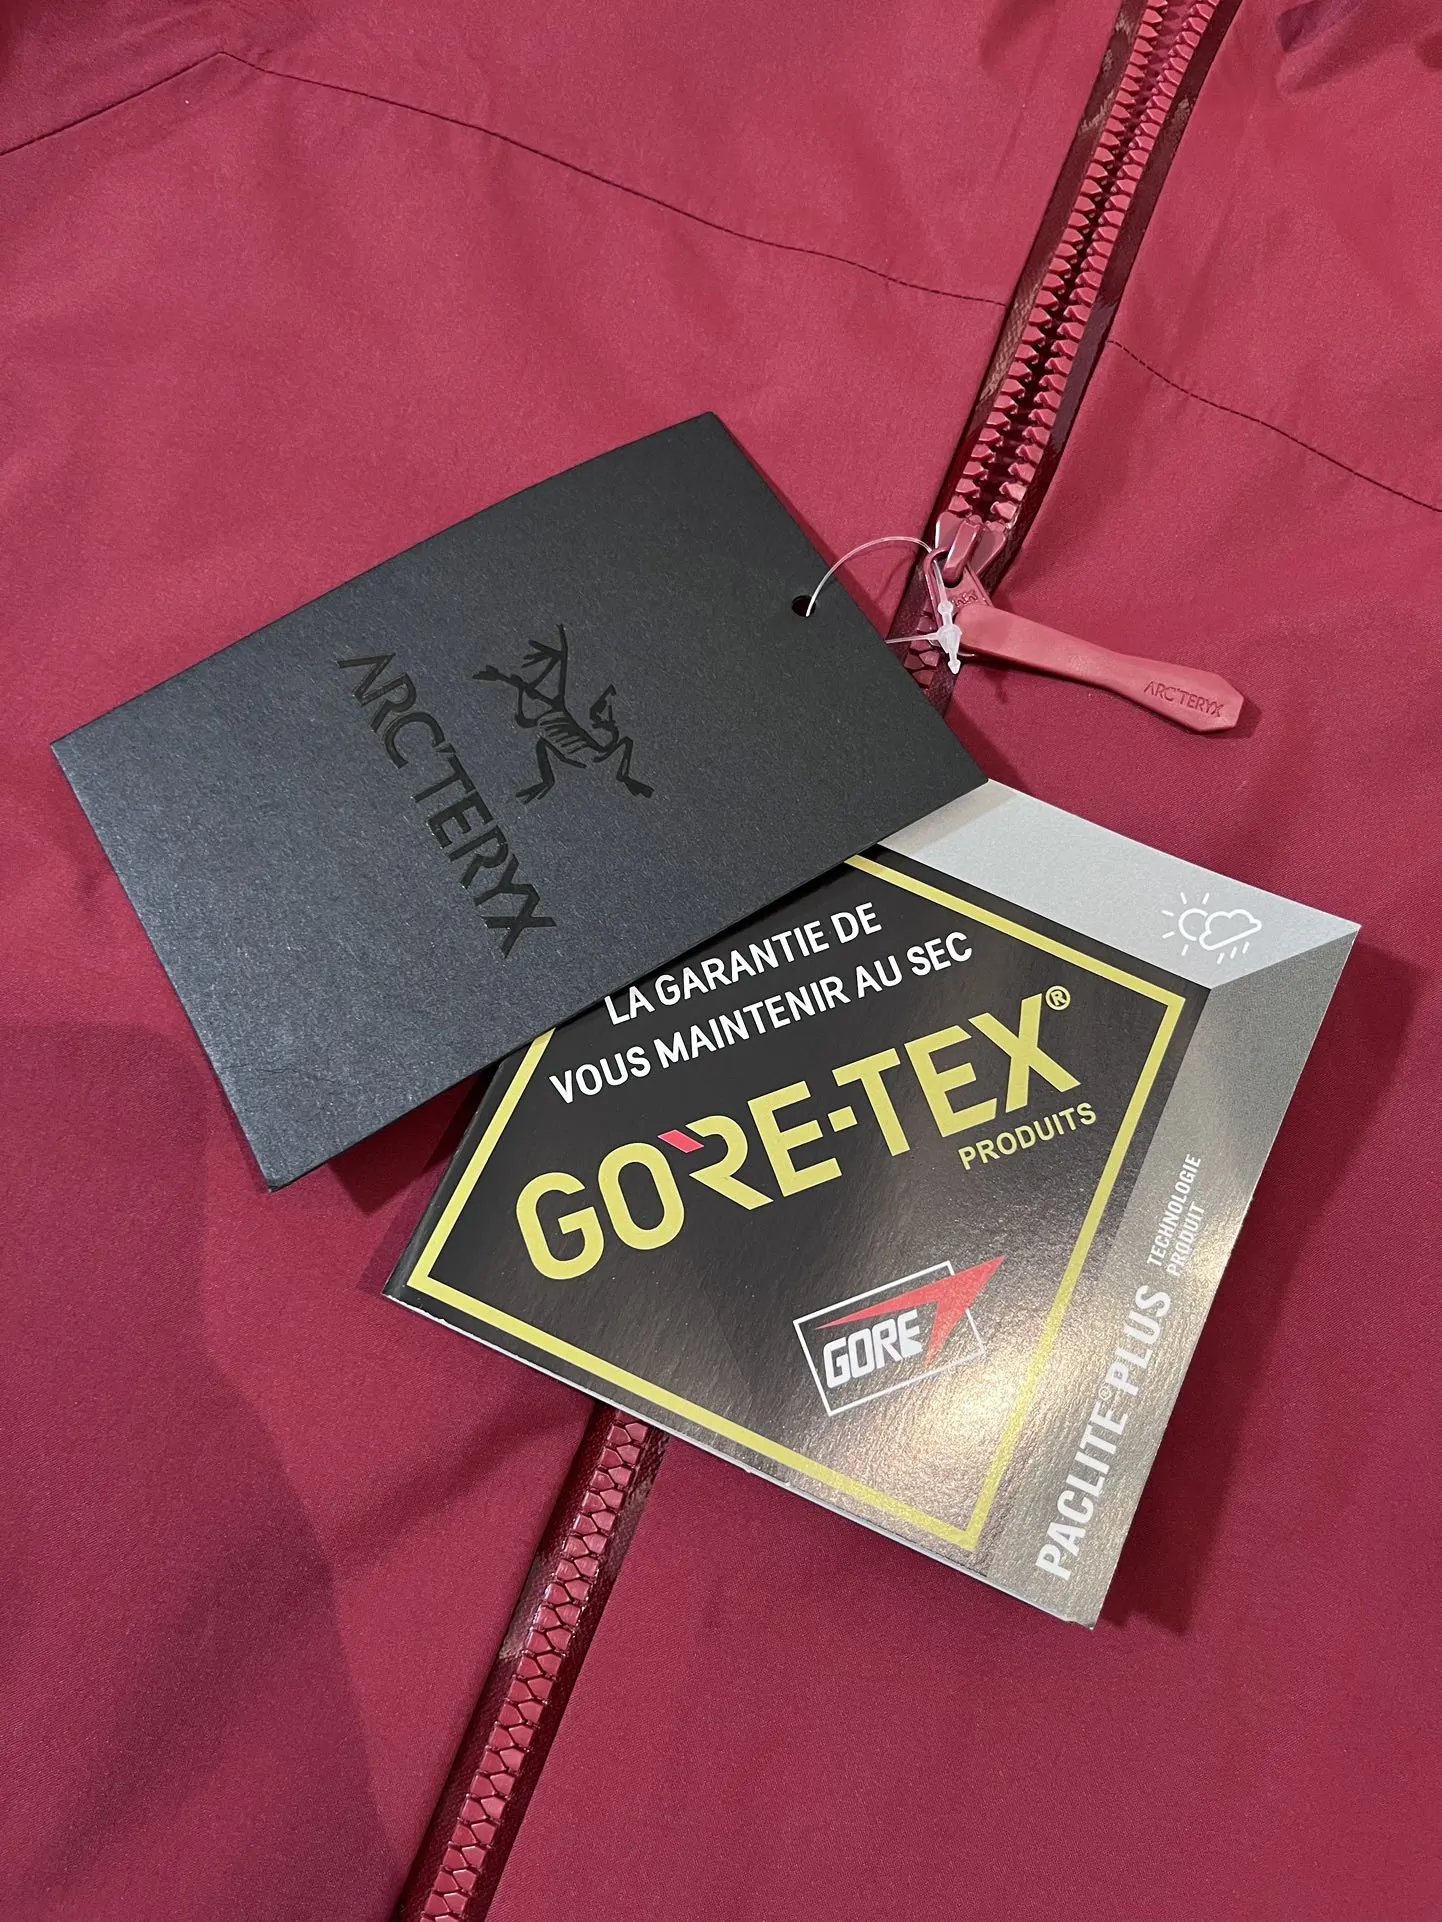 ARC'TERYX
ARC'TERYX
LA GARANTIE DE
VOUS MAINTENIR AU SEC
GORE-TEX®
PRODUITS
GORE
PACLITE® PLUS
TECHNOLOGIE
PRODUIT